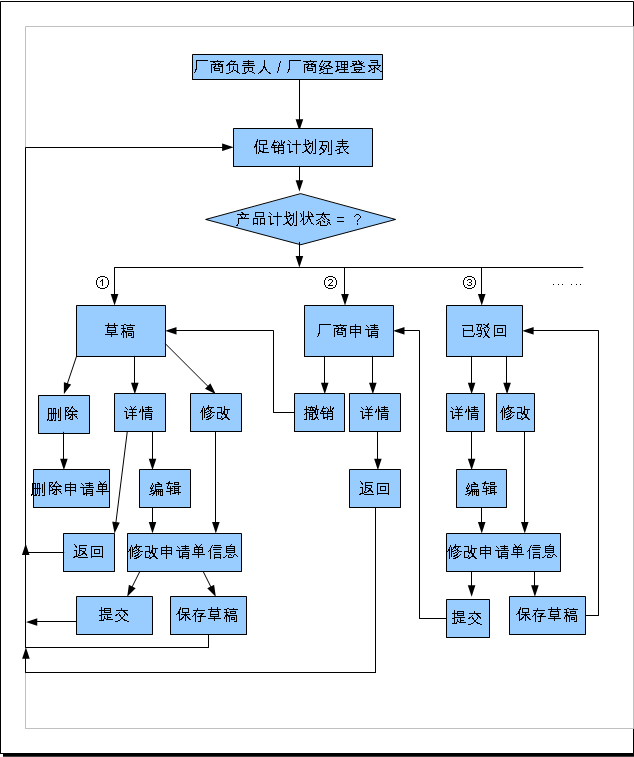 厂商负责人 / 厂商经理登录
促销计划列表
产品计划状态 = ？
①
②
③
… …
草稿
厂商申请
已驳回
删除
详情
修改
撤销
详情
详情
修改
删除申请单
编辑
返回
编辑
返回
修改申请单信息
修改申请单信息
提交
保存草稿
提交
保存草稿